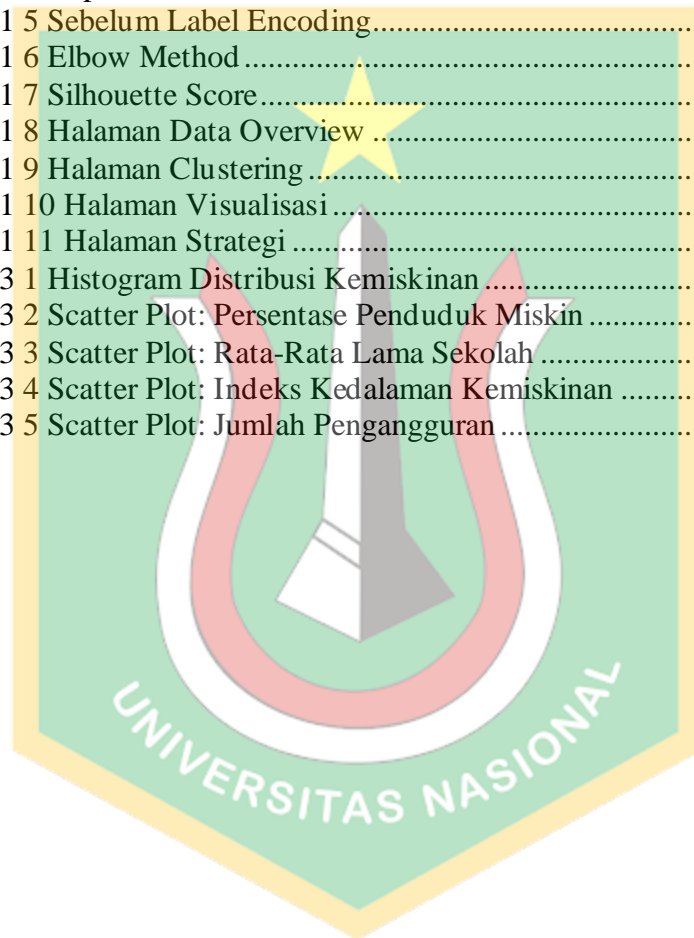 1 5 Sebelum Label Encoding........................................................
1 6 Elbow Method........................................................
1 7 Silhouette Score........................................................
1 8 Halaman Data Overview........................................................
1 9 Halaman Clustering........................................................
1 10 Halaman Visualisasi........................................................
1 11 Halaman Strategi........................................................
3 1 Histogram Distribusi Kemiskinan..............................
3 2 Scatter Plot: Persentase Penduduk Miskin..............
3 3 Scatter Plot: Rata-Rata Lama Sekolah....................
3 4 Scatter Plot: Indeks Kedalaman Kemiskinan.........
3 5 Scatter Plot: Jumlah Pengangguran.........................
UNIVERSITAS NASIONAL